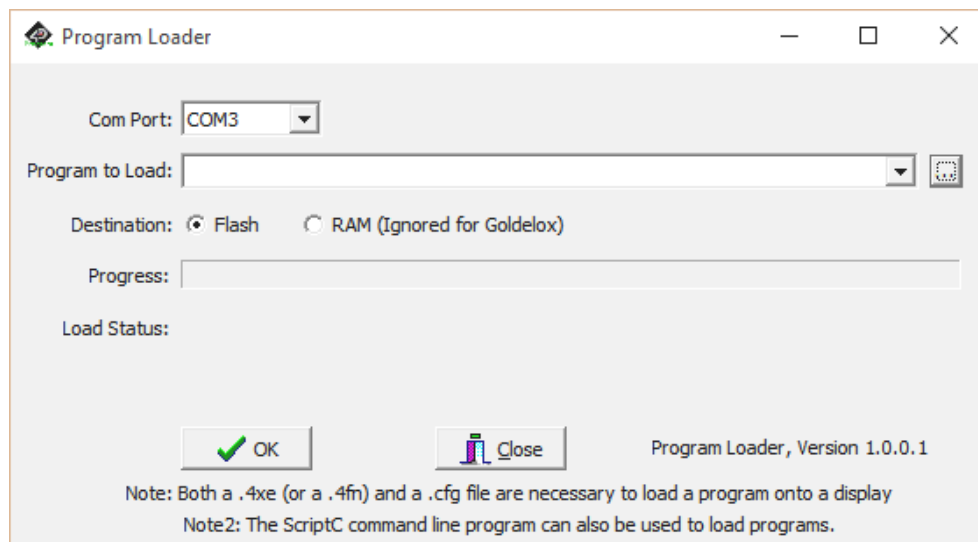 Program Loader
Com Port: COM3
Program to Load:
Destination: Flash RAM (Ignored for Goldelox)
Progress:
Load Status:
OK Close Program Loader, Version 1.0.0.1
Note: Both a .4xe (or a .4fn) and a .cfg file are necessary to load a program onto a display
Note2: The ScriptC command line program can also be used to load programs.